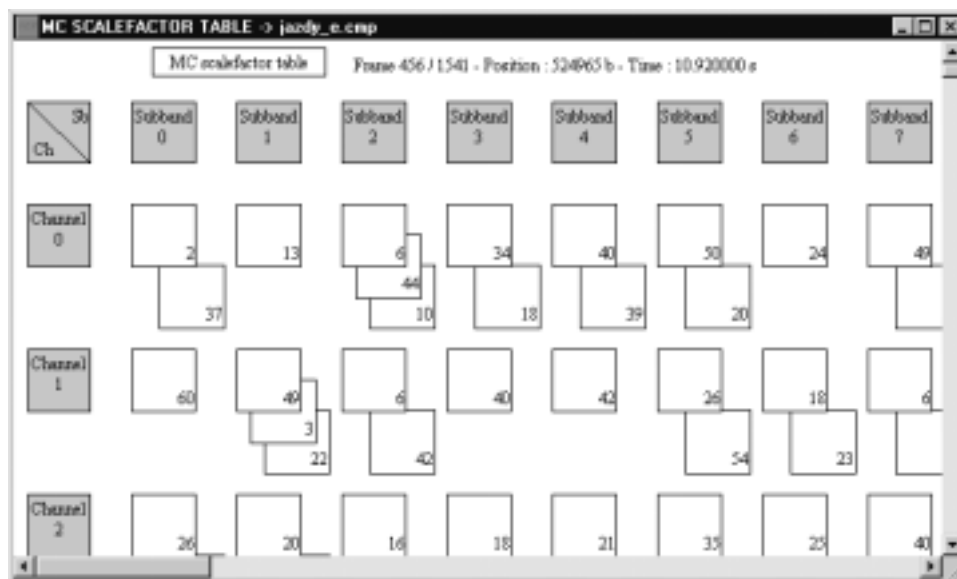 MC SCALEFACTOR TABLE -> jazdy_e.cmp
MC scalefactor table
Frame 456 / 1541 - Position : 524965 b - Time : 10.920000 s
Sb
Ch
Subband 0
Subband 1
Subband 2
Subband 3
Subband 4
Subband 5
Subband 6
Subband 7
Channel 0
2 13 6 34 40 50 24 49
44
37 10 18 39 20
Channel 1
60 49 6 40 42 26 18 6
3
22 42 54 23
Channel 2
26 20 16 18 21 35 25 40